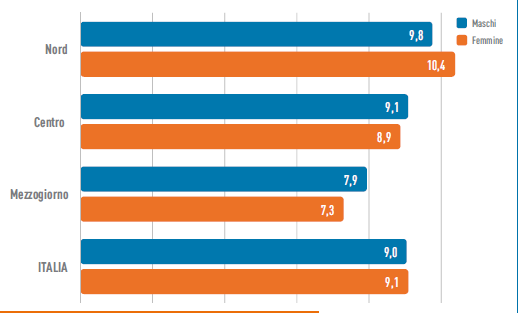 Maschi
Femmine
Nord
9,8
10,4
Centro
9,1
8,9
Mezzogiorno
7,9
7,3
ITALIA
9,0
9,1